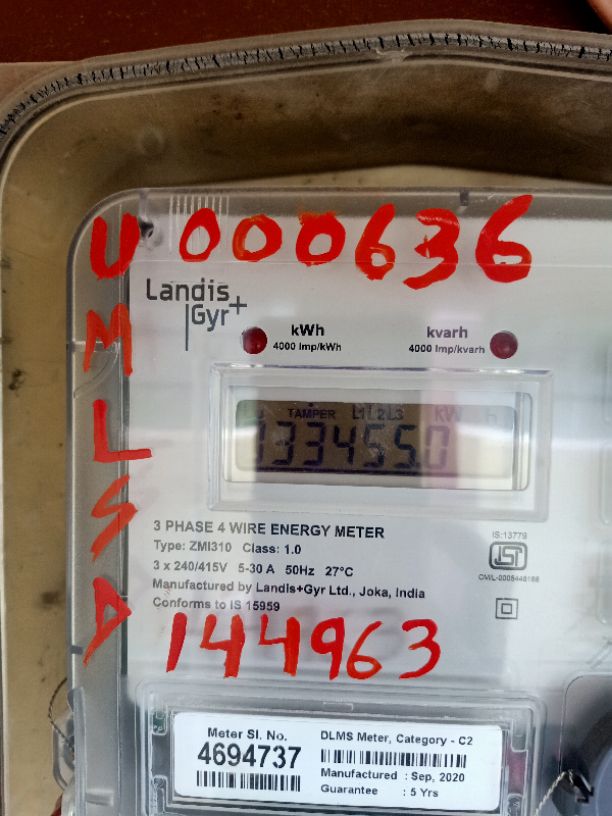 U 000636
M
L
S
D
Landis
Gyr+
kWh
4000 Imp/kWh
kvarh
4000 Imp/kvarh
TAMPER L1 L2 L3 kW h
133455.0
3 PHASE 4 WIRE ENERGY METER
Type: ZMI310 Class: 1.0
3 x 240/415V 5-30 A 50Hz 27°C
Manufactured by Landis+Gyr Ltd., Joka, India
Conforms to IS 15959
IS:13779
144963
Meter Sl. No.
4694737
DLMS Meter, Category - C2
Manufactured : Sep, 2020
Guarantee : 5 Yrs